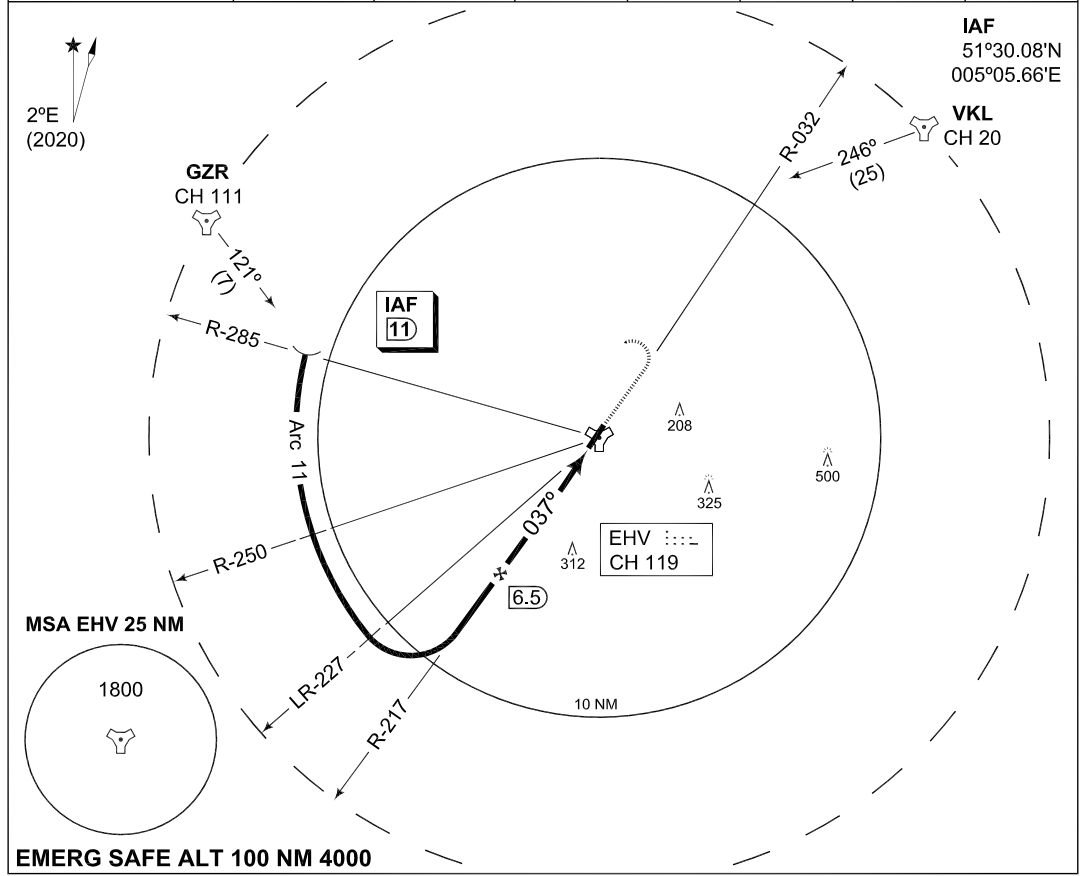 IAF
51º30.08'N
005º05.66'E
2ºE
(2020)
VKL
CH 20
R-032
246º
(25)
GZR
CH 111
121º
(7)
IAF
11
R-285
208
Arc 11
500
325
037º
EHV
CH 119
312
R-250
6.5
MSA EHV 25 NM
LR-227
1800
10 NM
R-217
EMERG SAFE ALT 100 NM 4000